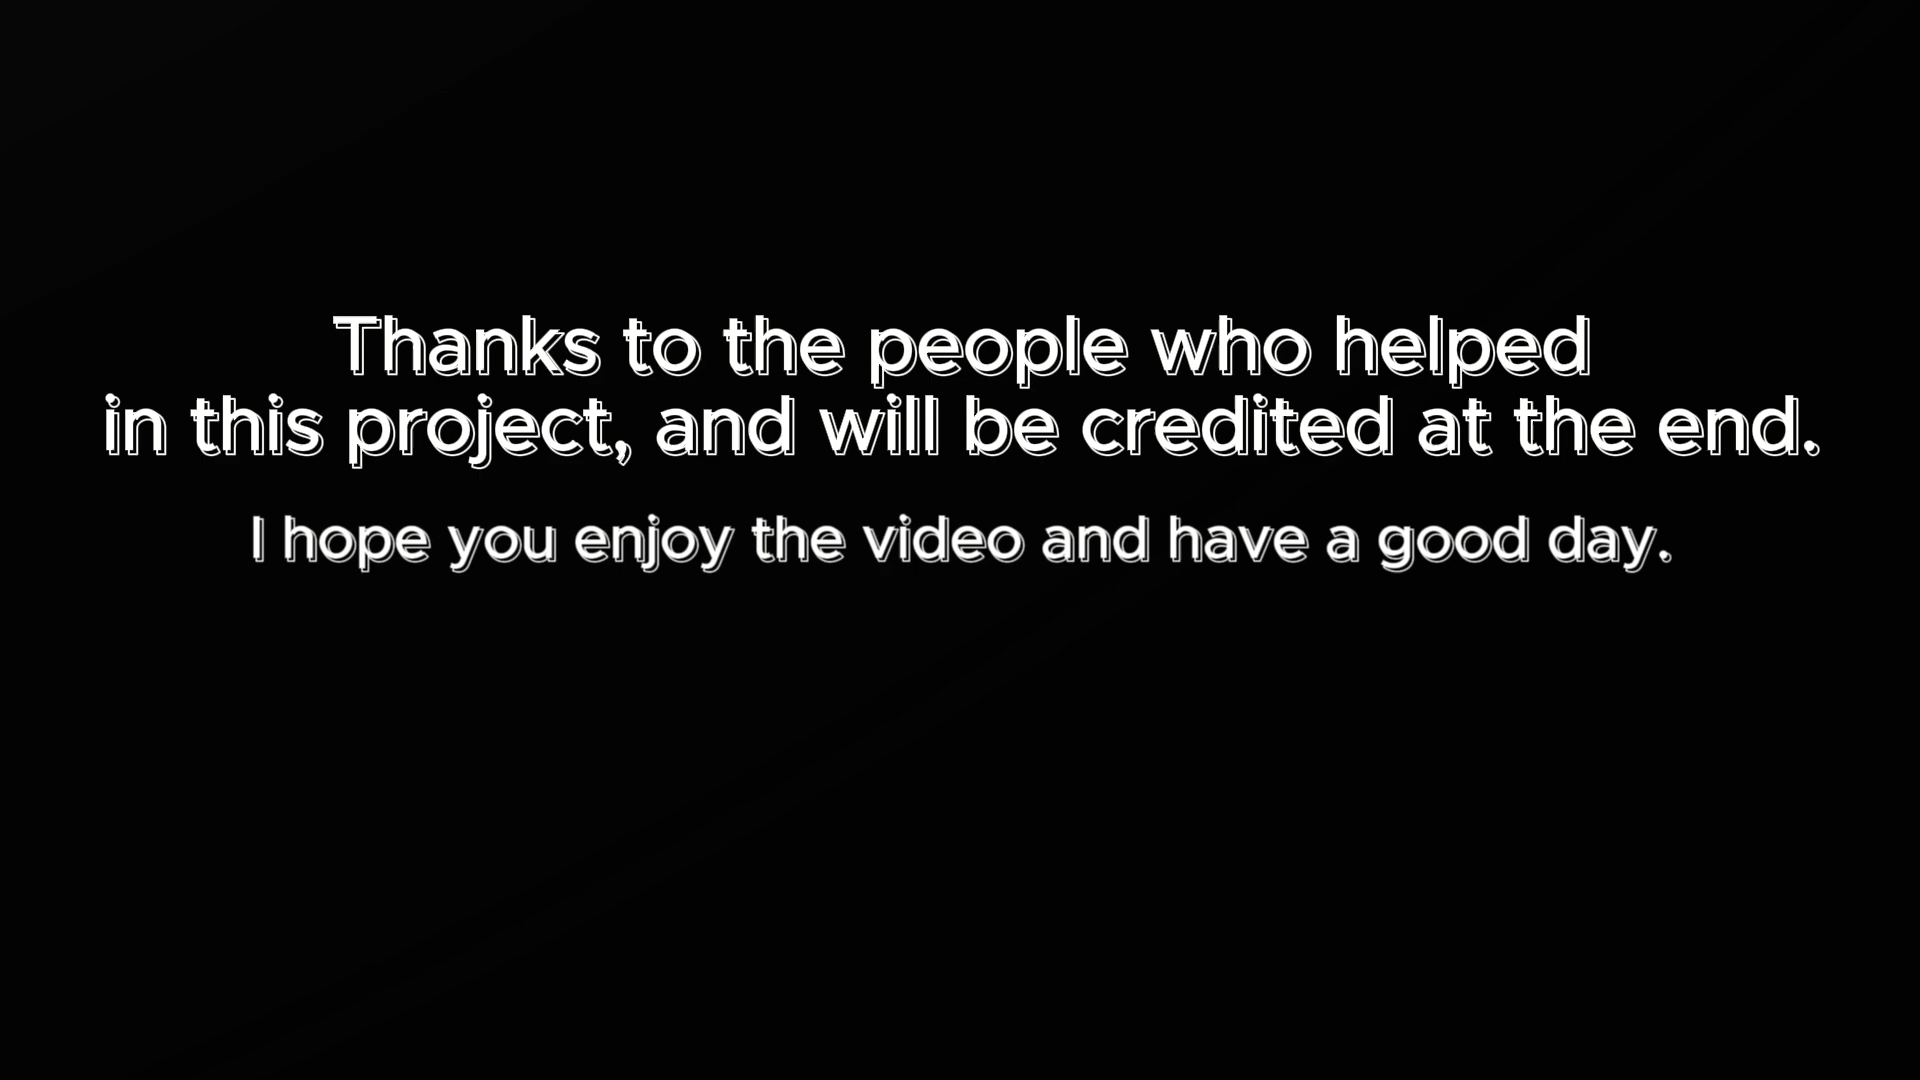 Thanks to the people who helped
in this project, and will be credited at the end.
I hope you enjoy the video and have a good day.